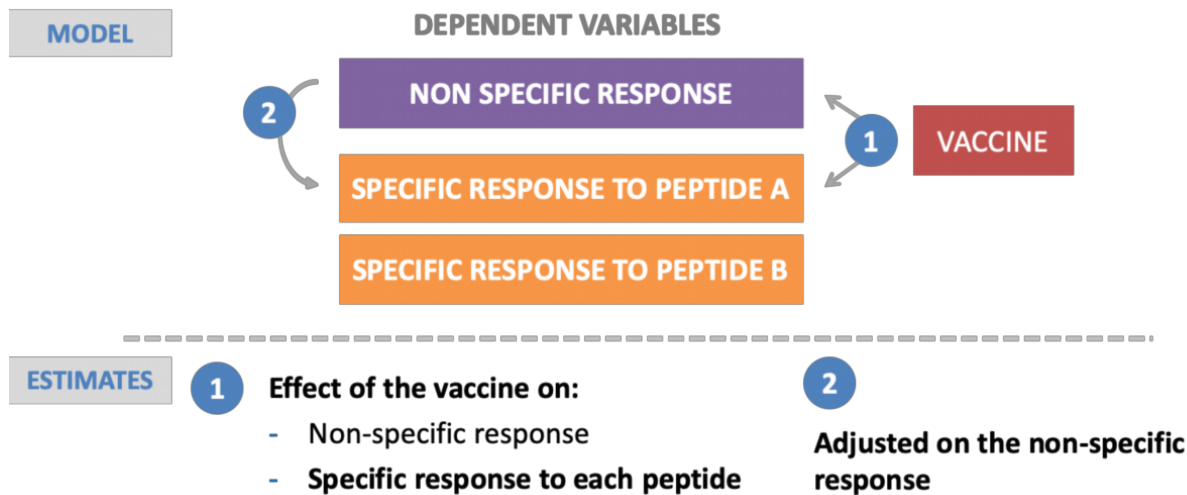 MODEL
DEPENDENT VARIABLES
NON SPECIFIC RESPONSE
2
1
VACCINE
SPECIFIC RESPONSE TO PEPTIDE A
SPECIFIC RESPONSE TO PEPTIDE B
ESTIMATES
1
Effect of the vaccine on:
- Non-specific response
- Specific response to each peptide
2
Adjusted on the non-specific
response